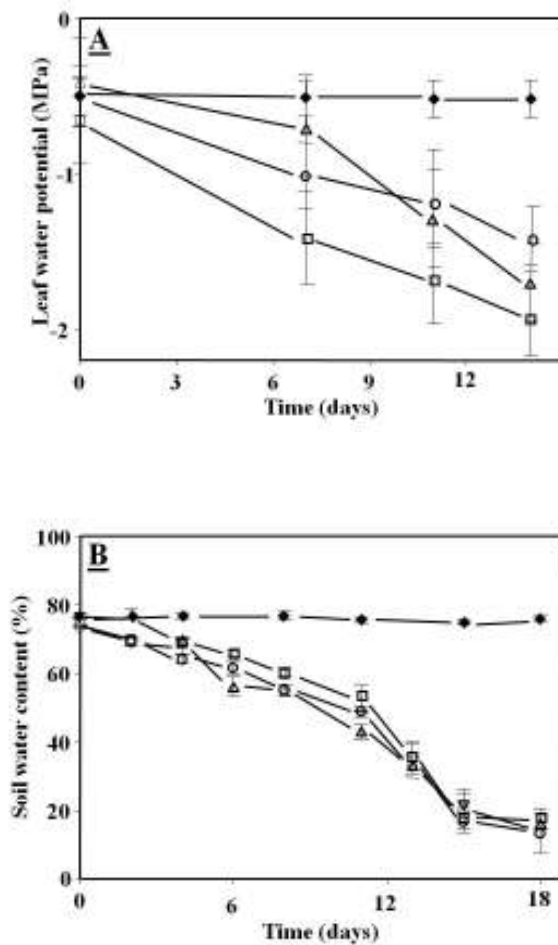 A
Leaf water potential (MPa)
0
-1
-2
0 3 6 9 12
Time (days)
B
Soil water content (%)
100
80
60
40
20
0
0 6 12 18
Time (days)